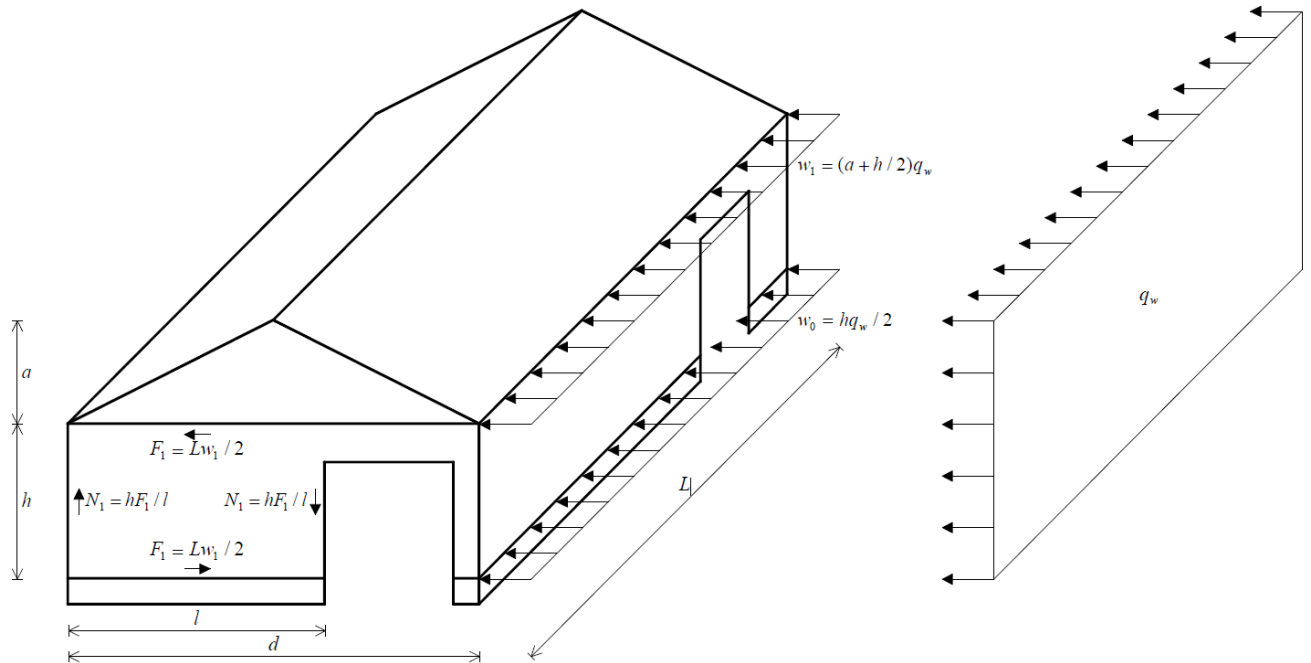 w₁ = (a + h / 2)q_w
q_w
w₀ = hq_w / 2
a
F₁ = Lw₁ / 2
h
N₁ = hF₁ / l
N₁ = hF₁ / l
L
F₁ = Lw₁ / 2
l
d